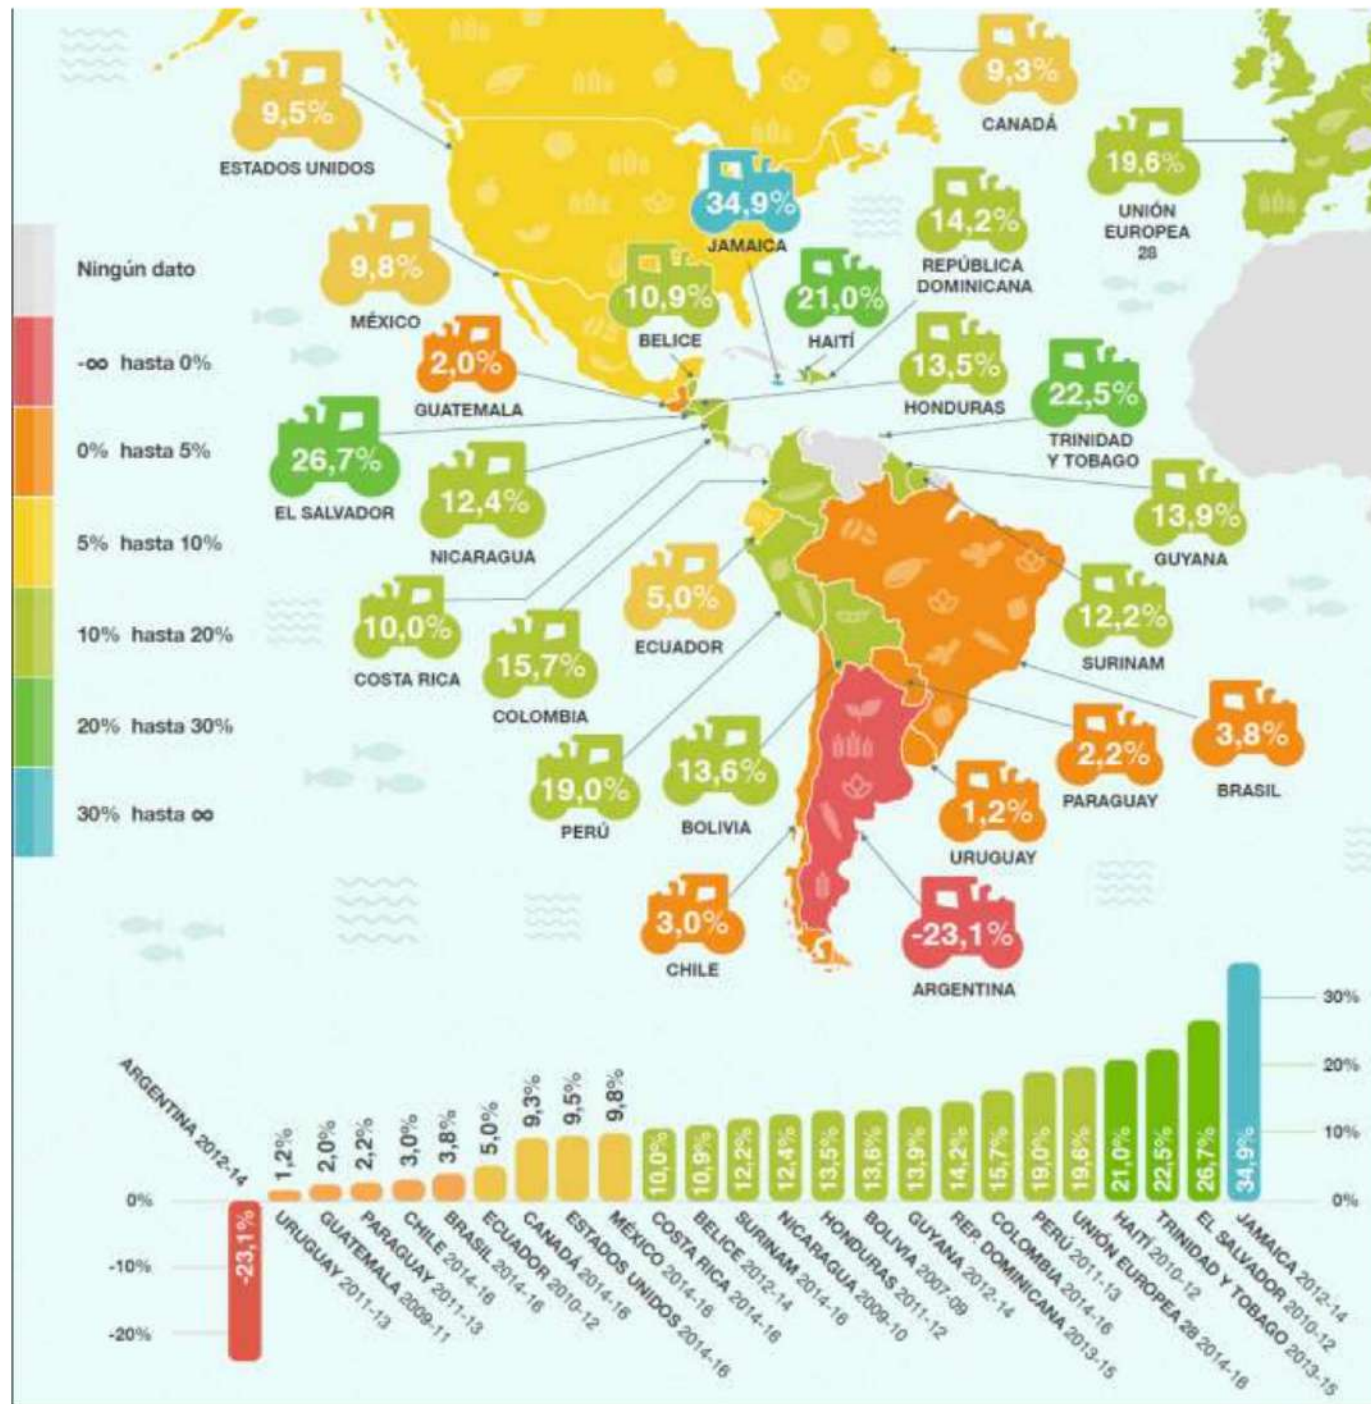 9,3%
CANADÁ
9,5%
ESTADOS UNIDOS
19,6%
UNIÓN
EUROPEA
28
34,9%
JAMAICA
14,2%
REPÚBLICA
DOMINICANA
9,8%
MÉXICO
10,9%
BELICE
21,0%
HAITÍ
Ningún dato
-∞ hasta 0%
0% hasta 5%
5% hasta 10%
10% hasta 20%
20% hasta 30%
30% hasta ∞
2,0%
GUATEMALA
13,5%
HONDURAS
22,5%
TRINIDAD
Y TOBAGO
26,7%
EL SALVADOR
12,4%
NICARAGUA
13,9%
GUYANA
10,0%
COSTA RICA
15,7%
COLOMBIA
5,0%
ECUADOR
12,2%
SURINAM
19,0%
PERÚ
13,6%
BOLIVIA
2,2%
PARAGUAY
3,8%
BRASIL
1,2%
URUGUAY
3,0%
CHILE
-23,1%
ARGENTINA
30%
20%
10%
0%
0%
-10%
-20%
-23,1%
1,2%
2,0%
2,2%
3,0%
3,8%
5,0%
9,3%
9,5%
9,8%
10,0%
10,9%
12,2%
12,4%
13,5%
13,6%
13,9%
14,2%
15,7%
19,0%
19,6%
21,0%
22,5%
26,7%
34,9%
ARGENTINA 2012-14
URUGUAY 2011-13
GUATEMALA 2009-11
PARAGUAY 2011-13
CHILE 2014-16
BRASIL 2014-16
ECUADOR 2010-12
CANADÁ 2014-16
ESTADOS UNIDOS 2014-16
MÉXICO 2014-16
COSTA RICA 2014-16
BELICE 2012-14
SURINAM 2014-16
NICARAGUA 2009-10
HONDURAS 2011-12
BOLIVIA 2007-09
GUYANA 2012-14
REP. DOMINICANA 2013-15
COLOMBIA 2014-16
PERÚ 2011-13
UNIÓN EUROPEA 28 2014-16
HAITÍ 2010-12
TRINIDAD Y TOBAGO 2013-15
EL SALVADOR 2010-12
JAMAICA 2012-14